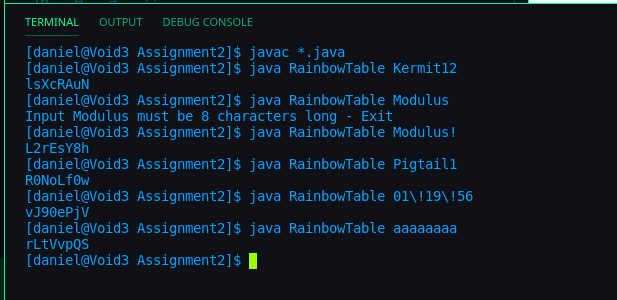 TERMINAL OUTPUT DEBUG CONSOLE
[daniel@Void3 Assignment2]$ javac *.java
[daniel@Void3 Assignment2]$ java RainbowTable Kermit12
lsXcRAuN
[daniel@Void3 Assignment2]$ java RainbowTable Modulus
Input Modulus must be 8 characters long - Exit
[daniel@Void3 Assignment2]$ java RainbowTable Modulus!
L2rEsY8h
[daniel@Void3 Assignment2]$ java RainbowTable Pigtail1
R0NoLf0w
[daniel@Void3 Assignment2]$ java RainbowTable 01\!19\!56
vJ90ePjV
[daniel@Void3 Assignment2]$ java RainbowTable aaaaaaaa
rLtVvpQS
[daniel@Void3 Assignment2]$